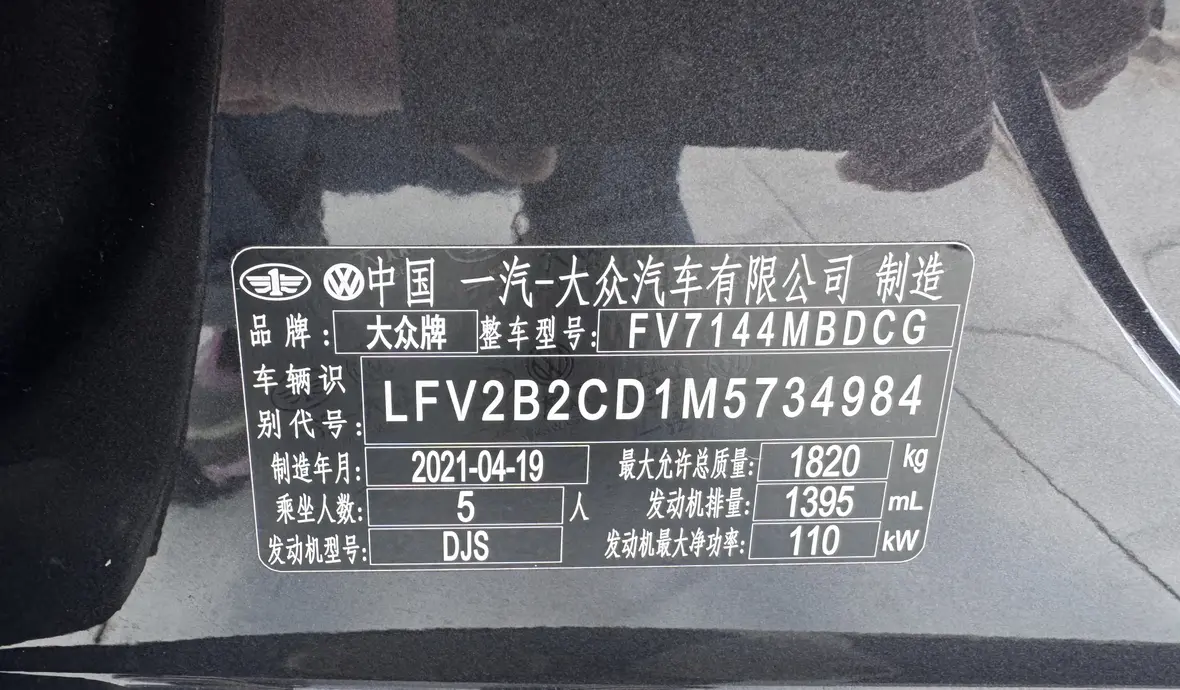 中国 一汽-大众汽车有限公司 制造
品牌: 大众牌 整车型号: FV7144MBDCG
车辆识别代号: LFV2B2CD1M5734984
制造年月: 2021-04-19 最大允许总质量: 1820 kg
乘坐人数: 5 人 发动机排量: 1395 mL
发动机型号: DJS 发动机最大净功率: 110 kW